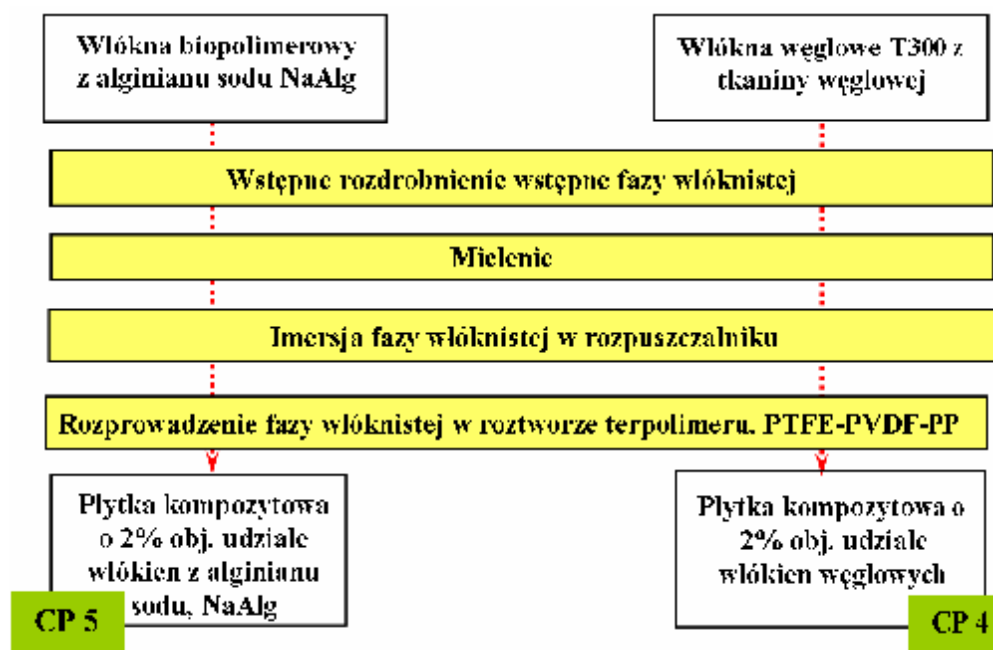 Włókna biopolimerowy
z alginianu sodu NaAlg
Włókna węglowe T300 z
tkaniny węglowej
Wstępne rozdrobnienie wstępne fazy włóknistej
Mielenie
Imersja fazy włóknistej w rozpuszczalniku
Rozprowadzenie fazy włóknistej w roztworze terpolimeru. PTFE-PVDF-PP
Płytka kompozytowa
o 2% obj. udziale
włókien z alginianu
sodu, NaAlg
CP 5
Płytka kompozytowa o
2% obj. udziale
włókien węglowych
CP 4